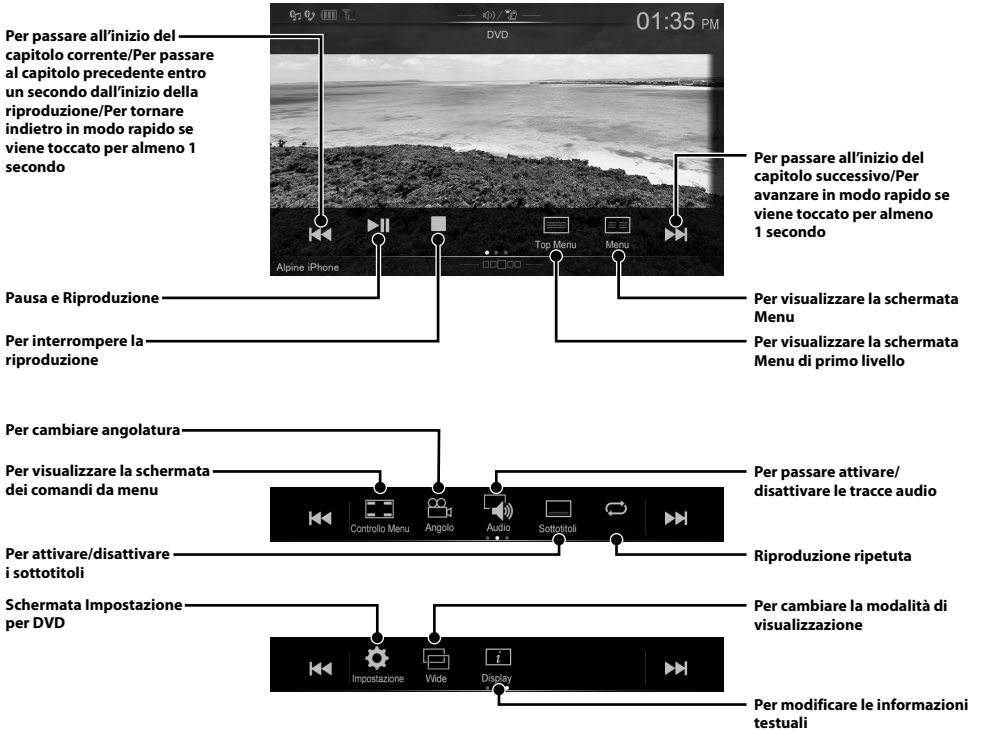 01:35 PM
DVD
Per passare all'inizio del
capitolo corrente/Per passare
al capitolo precedente entro
un secondo dall'inizio della
riproduzione/Per tornare
indietro in modo rapido se
viene toccato per almeno 1
secondo
Per passare all'inizio del
capitolo successivo/Per
avanzare in modo rapido se
viene toccato per almeno
1 secondo
Top Menu
Menu
Alpine iPhone
Pausa e Riproduzione
Per interrompere la
riproduzione
Per visualizzare la schermata
Menu
Per visualizzare la schermata
Menu di primo livello
Per cambiare angolatura
Per visualizzare la schermata
dei comandi da menu
Per passare attivare/
disattivare le tracce audio
Controllo Menu
Angolo
Audio
Sottotitoli
Per attivare/disattivare
i sottotitoli
Riproduzione ripetuta
Schermata Impostazione
per DVD
Per cambiare la modalità di
visualizzazione
Impostazione
Wide
Display
Per modificare le informazioni
testuali